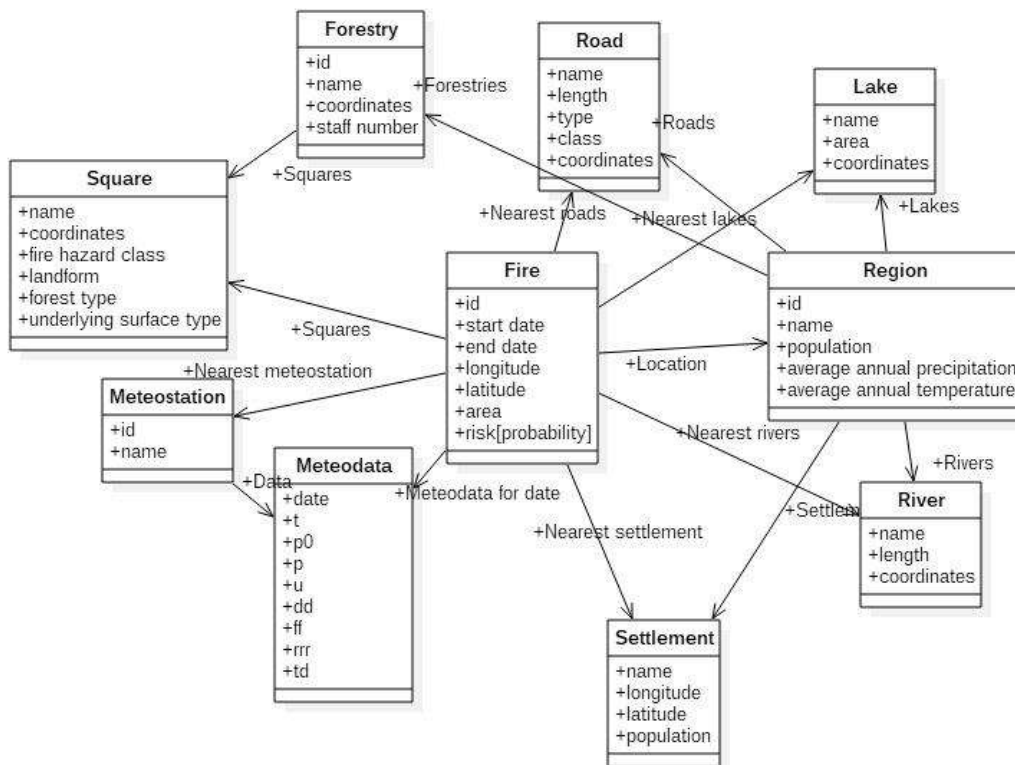 Forestry
+id
+name
+coordinates
+staff number
+Forestries
Road
+name
+length
+type
+class
+coordinates
+Roads
Lake
+name
+area
+coordinates
+Lakes
Square
+name
+coordinates
+fire hazard class
+landform
+forest type
+underlying surface type
+Squares
+Nearest roads
+Nearest lakes
Fire
+id
+start date
+end date
+longitude
+latitude
+area
+risk[probability]
Region
+id
+name
+population
+average annual precipitation
+average annual temperature
+Squares
+Location
+Nearest meteostation
Meteostation
+id
+name
+Data
Meteodata
+date
+t
+p0
+p
+u
+dd
+ff
+rrr
+td
+Meteodata for date
+Nearest rivers
+Rivers
+Nearest settlement
+Settlem
River
+name
+length
+coordinates
Settlement
+name
+longitude
+latitude
+population